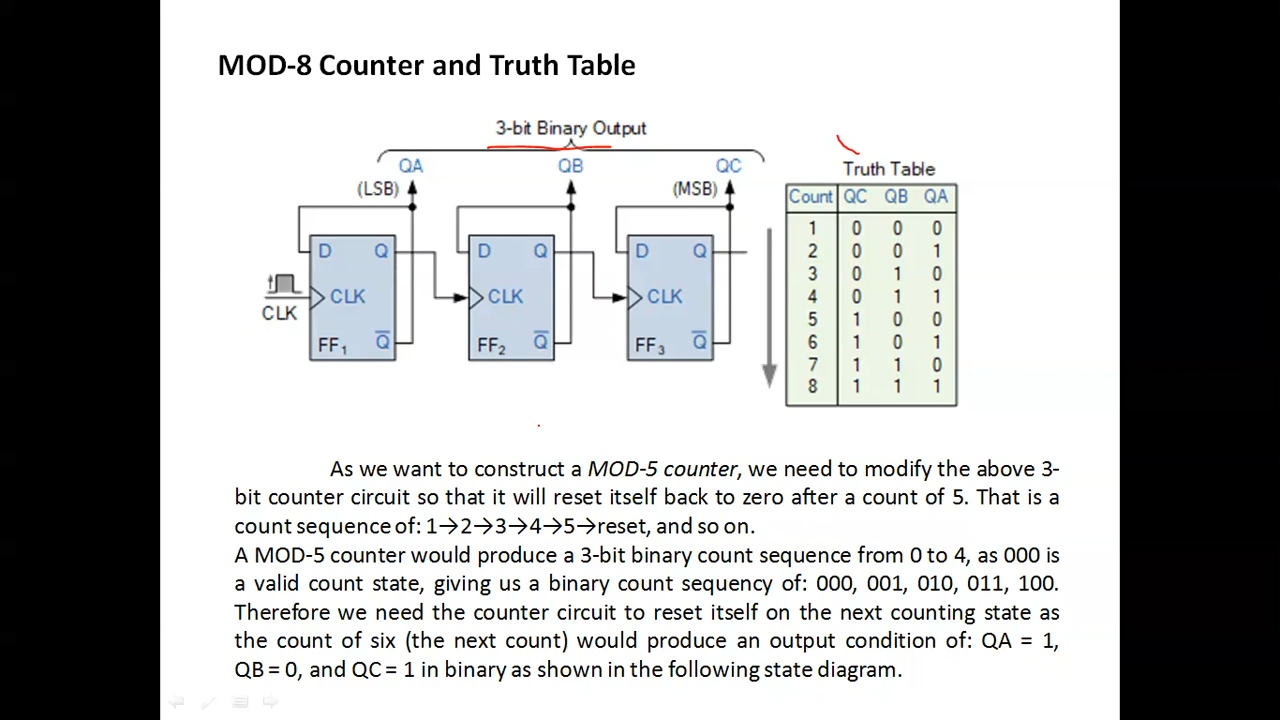 MOD-8 Counter and Truth Table
3-bit Binary Output
QA QB QC
(LSB) (MSB)
D Q D Q D Q
CLK CLK CLK
CLK
FF1 Q̅ FF2 Q̅ FF3 Q̅
Truth Table
Count QC QB QA
1 0 0 0
2 0 0 1
3 0 1 0
4 0 1 1
5 1 0 0
6 1 0 1
7 1 1 0
8 1 1 1
As we want to construct a MOD-5 counter, we need to modify the above 3-
bit counter circuit so that it will reset itself back to zero after a count of 5. That is a
count sequence of: 1→2→3→4→5→reset, and so on.
A MOD-5 counter would produce a 3-bit binary count sequence from 0 to 4, as 000 is
a valid count state, giving us a binary count sequency of: 000, 001, 010, 011, 100.
Therefore we need the counter circuit to reset itself on the next counting state as
the count of six (the next count) would produce an output condition of: QA = 1,
QB = 0, and QC = 1 in binary as shown in the following state diagram.